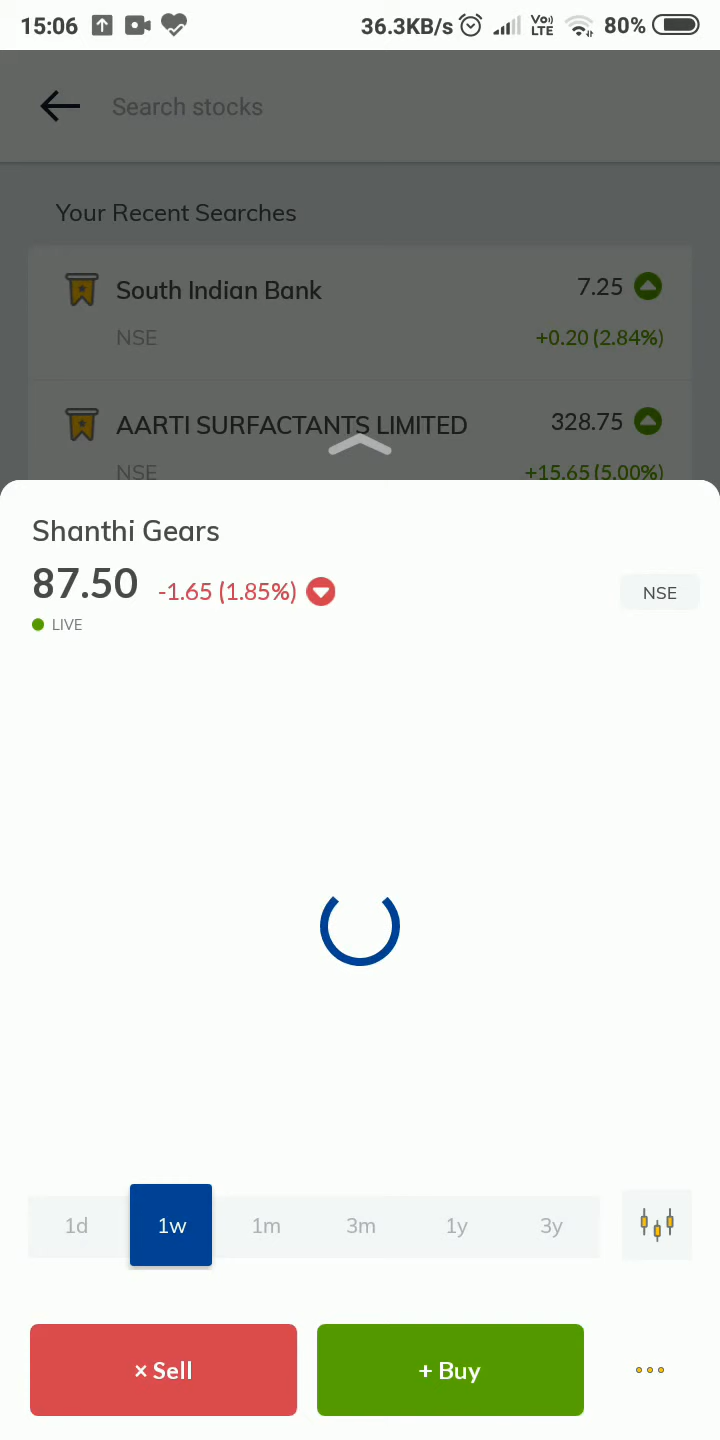 15:06 36.3KB/s Vo) LTE 80%
Search stocks
Your Recent Searches
South Indian Bank 7.25
NSE +0.20 (2.84%)
AARTI SURFACTANTS LIMITED 328.75
NSE +15.65 (5.00%)
Shanthi Gears
87.50 -1.65 (1.85%) NSE
LIVE
1d 1w 1m 3m 1y 3y
× Sell + Buy